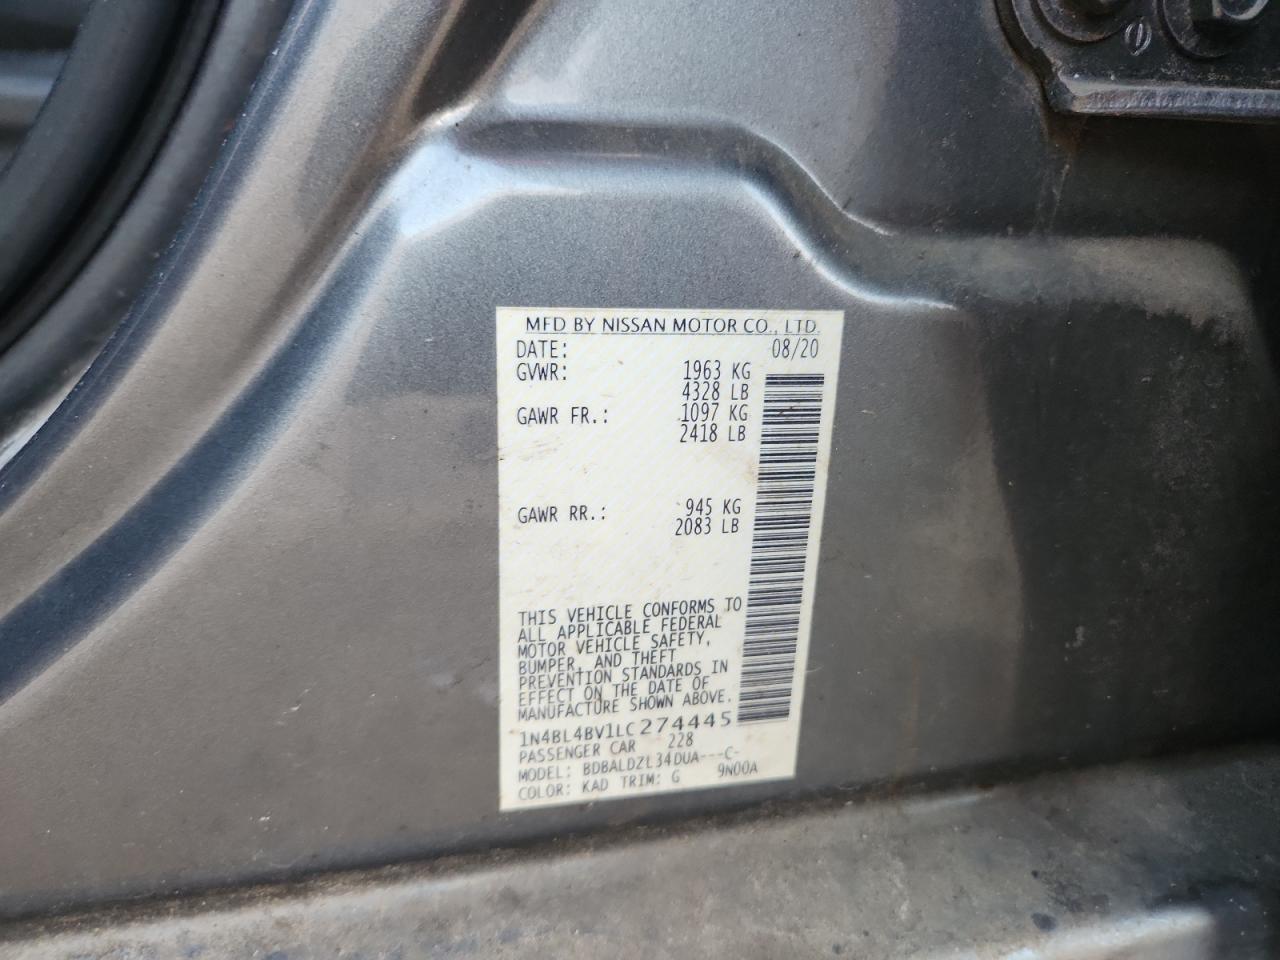 MFD BY NISSAN MOTOR CO., LTD.
DATE: 08/20
GVWR: 1963 KG
4328 LB
GAWR FR.: 1097 KG
2418 LB
GAWR RR.: 945 KG
2083 LB
THIS VEHICLE CONFORMS TO
ALL APPLICABLE FEDERAL
MOTOR VEHICLE SAFETY,
BUMPER, AND THEFT
PREVENTION STANDARDS IN
EFFECT ON THE DATE OF
MANUFACTURE SHOWN ABOVE.
1N4BL4BV1LC274445
PASSENGER CAR 228
MODEL: BDBALDZL34DUA---C-
COLOR: KAD TRIM: G 9N00A